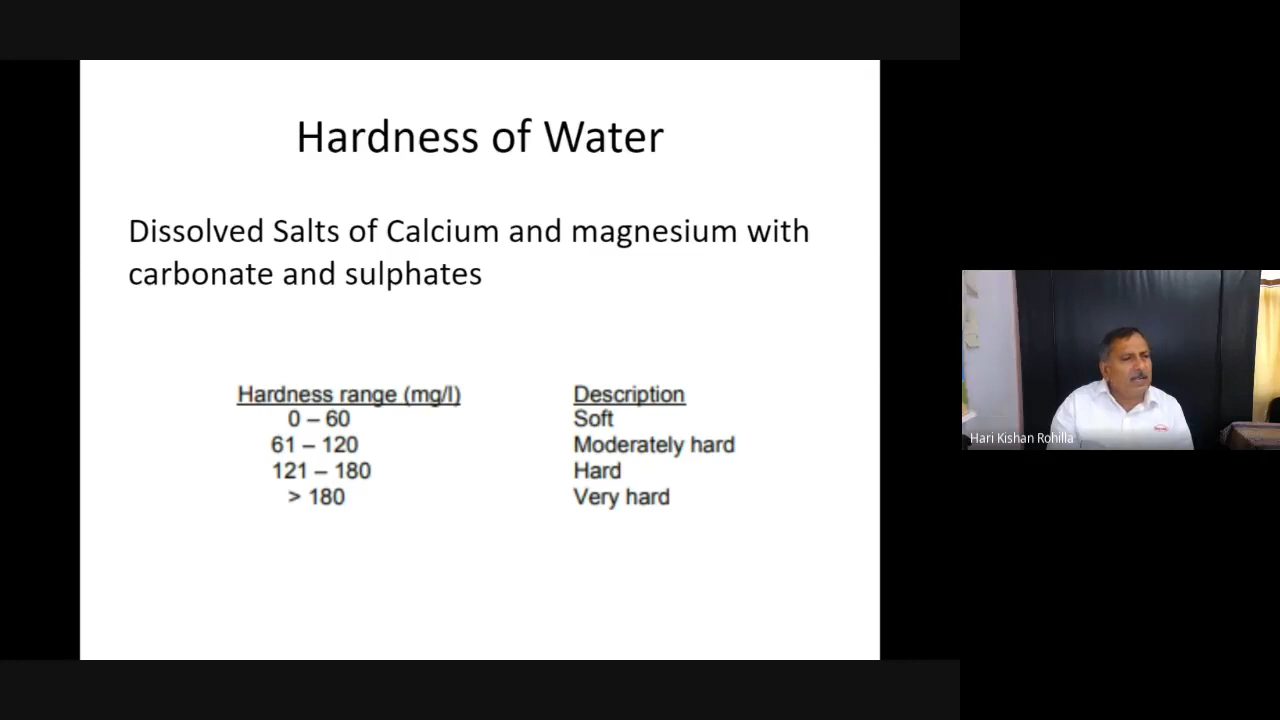 Hardness of Water
Dissolved Salts of Calcium and magnesium with
carbonate and sulphates
Hardness range (mg/l) Description
0 – 60 Soft
61 – 120 Moderately hard
121 – 180 Hard
> 180 Very hard
Hari Kishan Rohilla